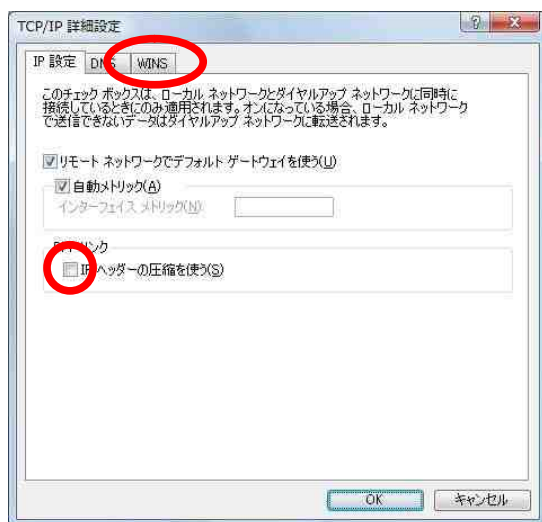 TCP/IP 詳細設定
IP 設定 DNS WINS
このチェック ボックスは、ローカル ネットワークとダイヤルアップ ネットワークに同時に
接続しているときにのみ適用されます。オンになっている場合、ローカル ネットワーク
で送信できないデータはダイヤルアップ ネットワークに転送されます。
リモート ネットワークでデフォルト ゲートウェイを使う(U)
自動メトリック(A)
インターフェイス メトリック(N):
リンク
IP ヘッダーの圧縮を使う(S)
OK キャンセル